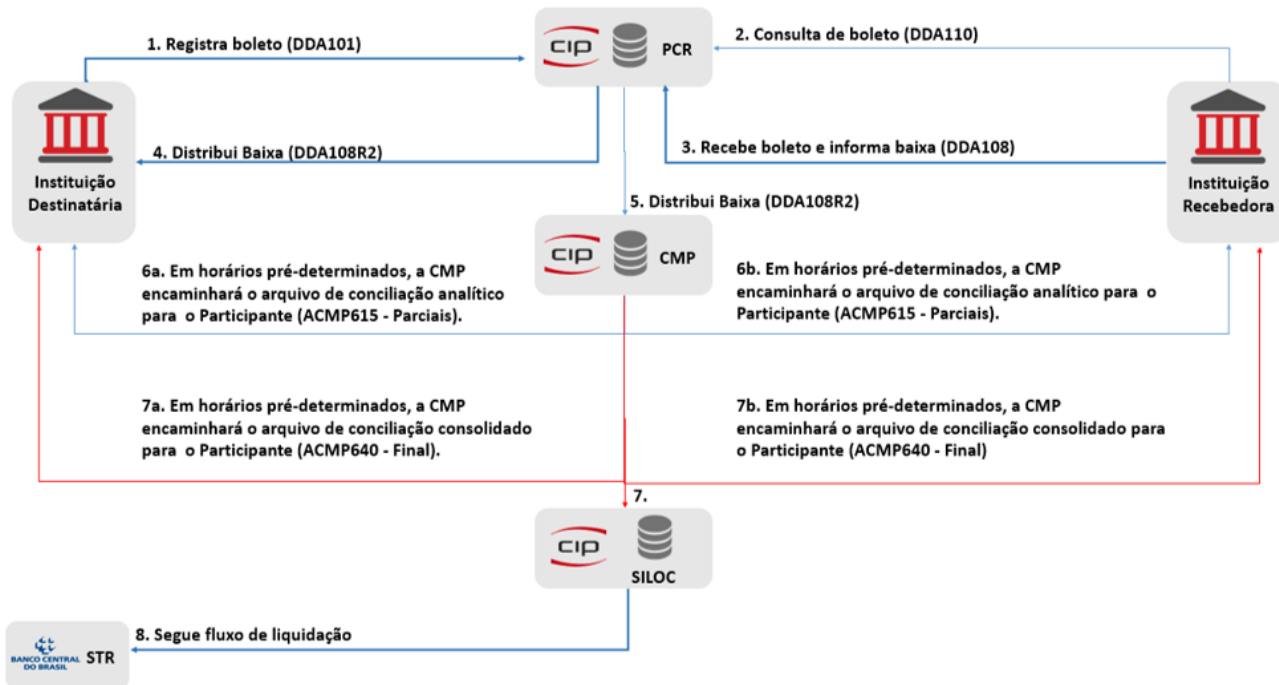 1. Registra boleto (DDA101)
cip
PCR
2. Consulta de boleto (DDA110)
4. Distribui Baixa (DDA108R2)
3. Recebe boleto e informa baixa (DDA108)
Instituição
Destinatária
Instituição
Recebedora
5. Distribui Baixa (DDA108R2)
cip
CMP
6a. Em horários pré-determinados, a CMP
encaminhará o arquivo de conciliação analítico
para o Participante (ACMP615 - Parciais).
6b. Em horários pré-determinados, a CMP
encaminhará o arquivo de conciliação analítico para o
Participante (ACMP615 - Parciais).
7a. Em horários pré-determinados, a CMP
encaminhará o arquivo de conciliação consolidado
para o Participante (ACMP640 - Final).
7b. Em horários pré-determinados, a CMP
encaminhará o arquivo de conciliação consolidado para
o Participante (ACMP640 - Final)
7.
cip
SILOC
8. Segue fluxo de liquidação
BANCO CENTRAL
DO BRASIL
STR